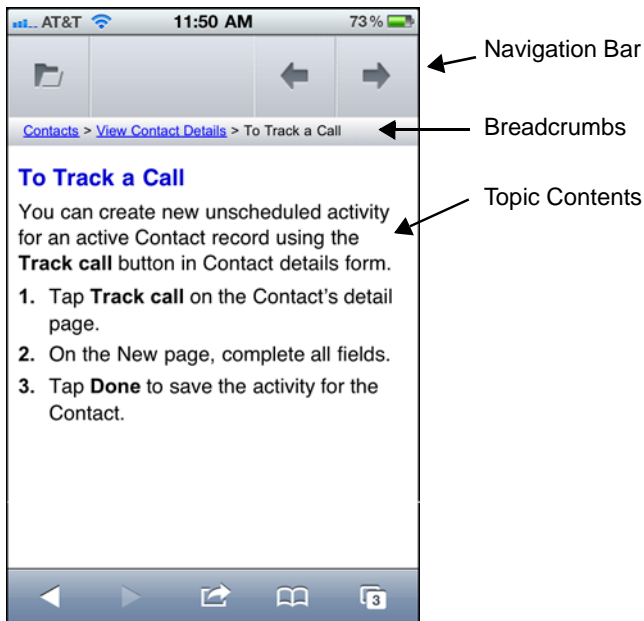 AT&T 11:50 AM 73%
Navigation Bar
Contacts > View Contact Details > To Track a Call
Breadcrumbs
To Track a Call
Topic Contents
You can create new unscheduled activity
for an active Contact record using the
Track call button in Contact details form.
1. Tap Track call on the Contact's detail
page.
2. On the New page, complete all fields.
3. Tap Done to save the activity for the
Contact.
3